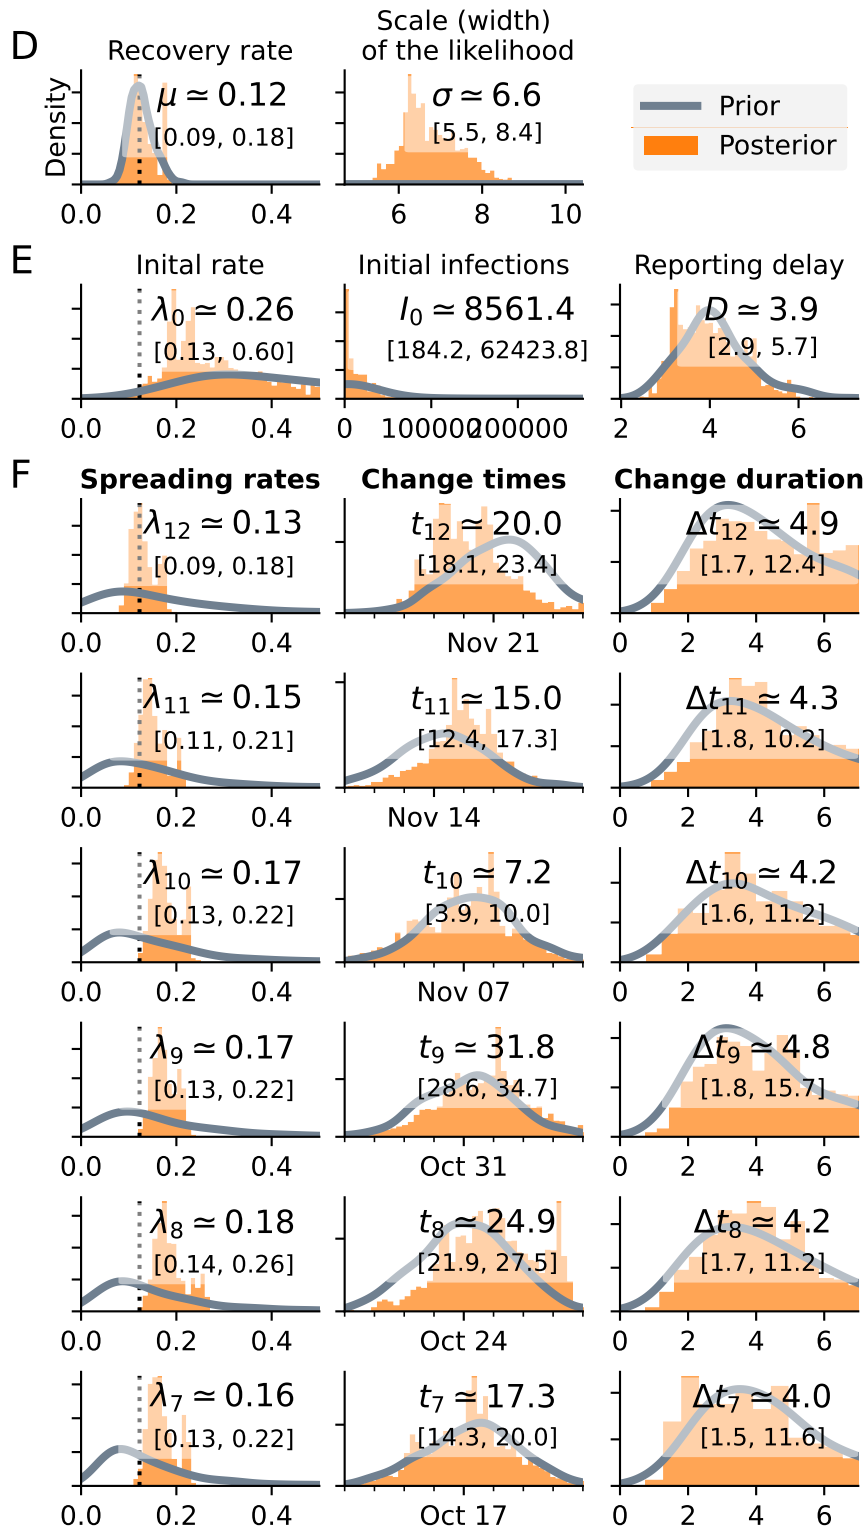 D
Recovery rate
Scale (width)
of the likelihood
Density
μ ≃ 0.12
[0.09, 0.18]
σ ≃ 6.6
[5.5, 8.4]
Prior
Posterior
0.0 0.2 0.4
6 8 10
E
Inital rate
Initial infections
Reporting delay
λ₀ ≃ 0.26
[0.13, 0.60]
I₀ ≃ 8561.4
[184.2, 62423.8]
D ≃ 3.9
[2.9, 5.7]
0.0 0.2 0.4
0 100000 200000
2 4 6
F
Spreading rates
Change times
Change duration
λ₁₂ ≃ 0.13
[0.09, 0.18]
t₁₂ ≃ 20.0
[18.1, 23.4]
Δt₁₂ ≃ 4.9
[1.7, 12.4]
0.0 0.2 0.4
Nov 21
0 2 4 6
λ₁₁ ≃ 0.15
[0.11, 0.21]
t₁₁ ≃ 15.0
[12.4, 17.3]
Δt₁₁ ≃ 4.3
[1.8, 10.2]
0.0 0.2 0.4
Nov 14
0 2 4 6
λ₁₀ ≃ 0.17
[0.13, 0.22]
t₁₀ ≃ 7.2
[3.9, 10.0]
Δt₁₀ ≃ 4.2
[1.6, 11.2]
0.0 0.2 0.4
Nov 07
0 2 4 6
λ₉ ≃ 0.17
[0.13, 0.22]
t₉ ≃ 31.8
[28.6, 34.7]
Δt₉ ≃ 4.8
[1.8, 15.7]
0.0 0.2 0.4
Oct 31
0 2 4 6
λ₈ ≃ 0.18
[0.14, 0.26]
t₈ ≃ 24.9
[21.9, 27.5]
Δt₈ ≃ 4.2
[1.7, 11.2]
0.0 0.2 0.4
Oct 24
0 2 4 6
λ₇ ≃ 0.16
[0.13, 0.22]
t₇ ≃ 17.3
[14.3, 20.0]
Δt₇ ≃ 4.0
[1.5, 11.6]
0.0 0.2 0.4
Oct 17
0 2 4 6